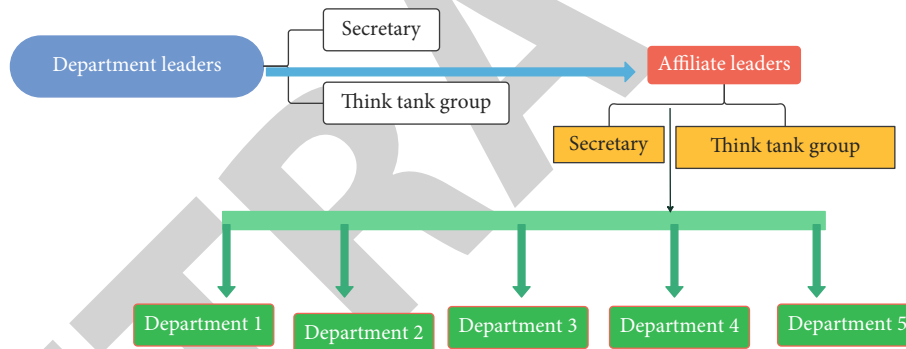 Secretary
Department leaders
Affiliate leaders
Think tank group
Secretary
Think tank group
Department 1
Department 2
Department 3
Department 4
Department 5